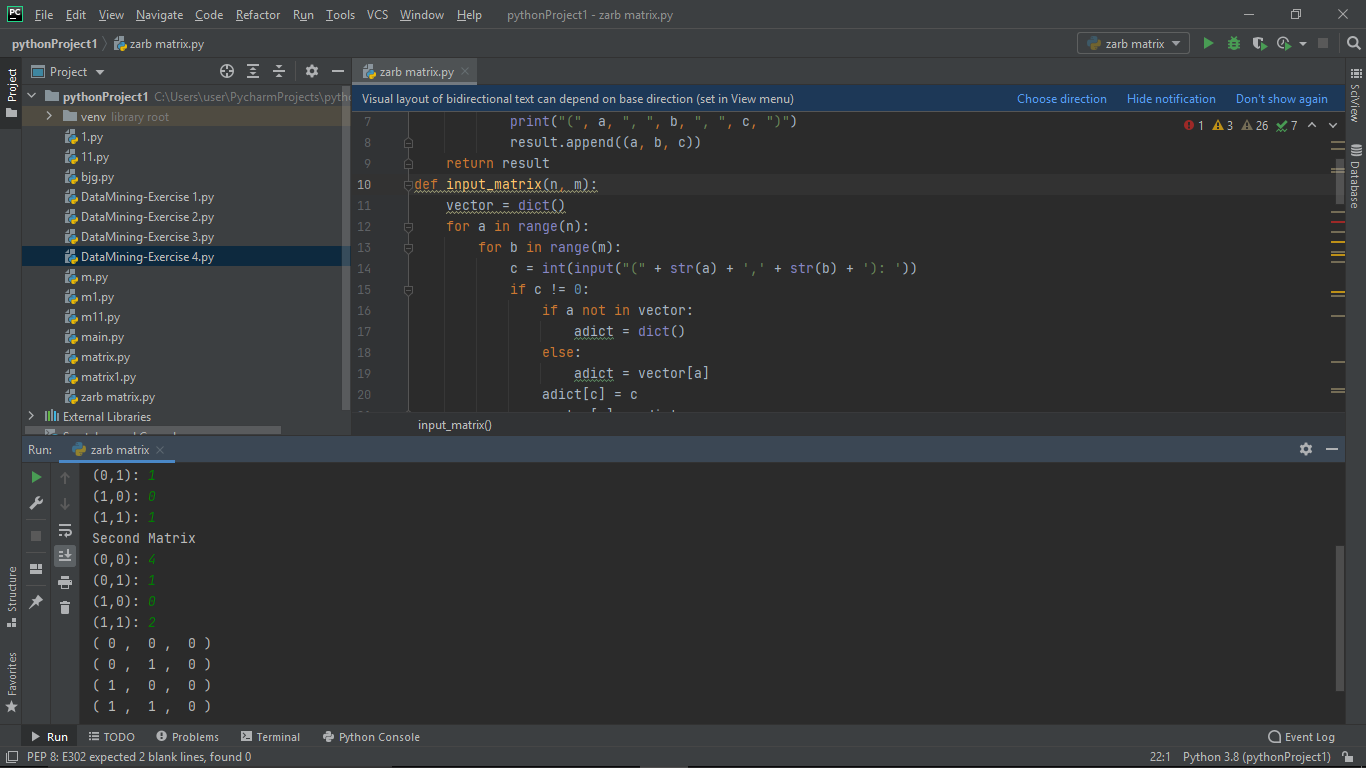 File Edit View Navigate Code Refactor Run Tools VCS Window Help pythonProject1 - zarb matrix.py
pythonProject1 zarb matrix.py zarb matrix
Project zarb matrix.py
Visual layout of bidirectional text can depend on base direction (set in View menu) Choose direction Hide notification Don't show again
1 3 26 7
Project
pythonProject1 C:\Users\user\PycharmProjects\pytho
venv library root
1.py
11.py
bjg.py
DataMining-Exercise 1.py
DataMining-Exercise 2.py
DataMining-Exercise 3.py
DataMining-Exercise 4.py
m.py
m1.py
m11.py
main.py
matrix.py
matrix1.py
zarb matrix.py
External Libraries
7 print("(", a, ", ", b, ", ", c, ")")
8 result.append((a, b, c))
9 return result
10 def input_matrix(n, m):
11 vector = dict()
12 for a in range(n):
13 for b in range(m):
14 c = int(input("(" + str(a) + ',' + str(b) + '): '))
15 if c != 0:
16 if a not in vector:
17 adict = dict()
18 else:
19 adict = vector[a]
20 adict[c] = c
input_matrix()
SciView
Database
Run: zarb matrix
(0,1): 1
(1,0): 0
(1,1): 1
Second Matrix
(0,0): 4
(0,1): 1
(1,0): 0
(1,1): 2
( 0 , 0 , 0 )
( 0 , 1 , 0 )
( 1 , 0 , 0 )
( 1 , 1 , 0 )
Structure
Favorites
Run TODO Problems Terminal Python Console Event Log
PEP 8: E302 expected 2 blank lines, found 0 22:1 Python 3.8 (pythonProject1)